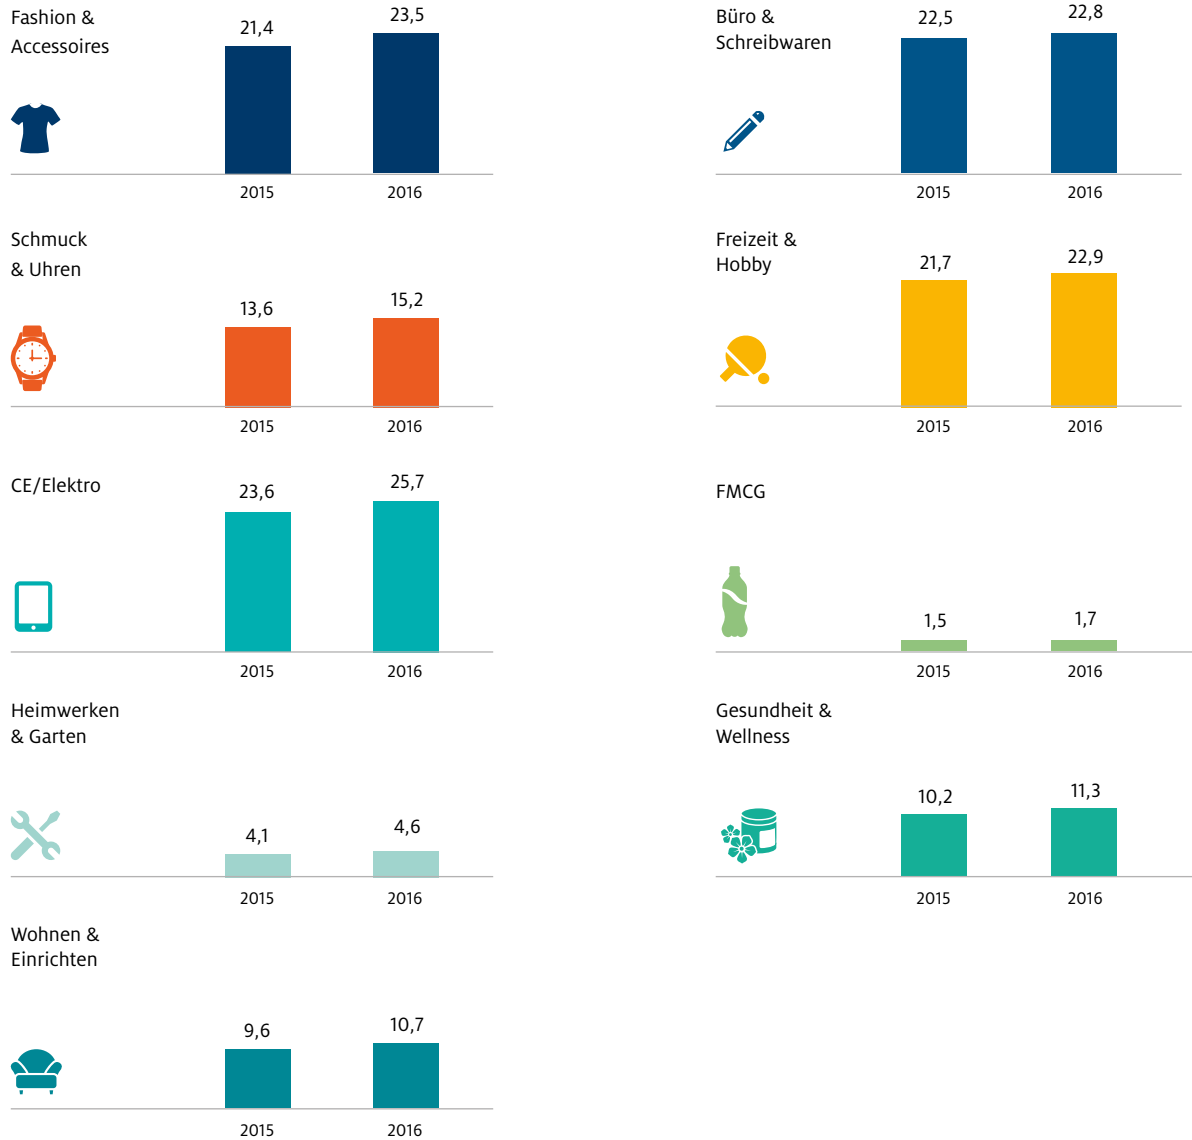 Fashion &
Accessoires
21,4
23,5
2015
2016
Büro &
Schreibwaren
22,5
22,8
2015
2016
Schmuck
& Uhren
13,6
15,2
2015
2016
Freizeit &
Hobby
21,7
22,9
2015
2016
CE/Elektro
23,6
25,7
2015
2016
FMCG
1,5
1,7
2015
2016
Heimwerken
& Garten
4,1
4,6
2015
2016
Gesundheit &
Wellness
10,2
11,3
2015
2016
Wohnen &
Einrichten
9,6
10,7
2015
2016